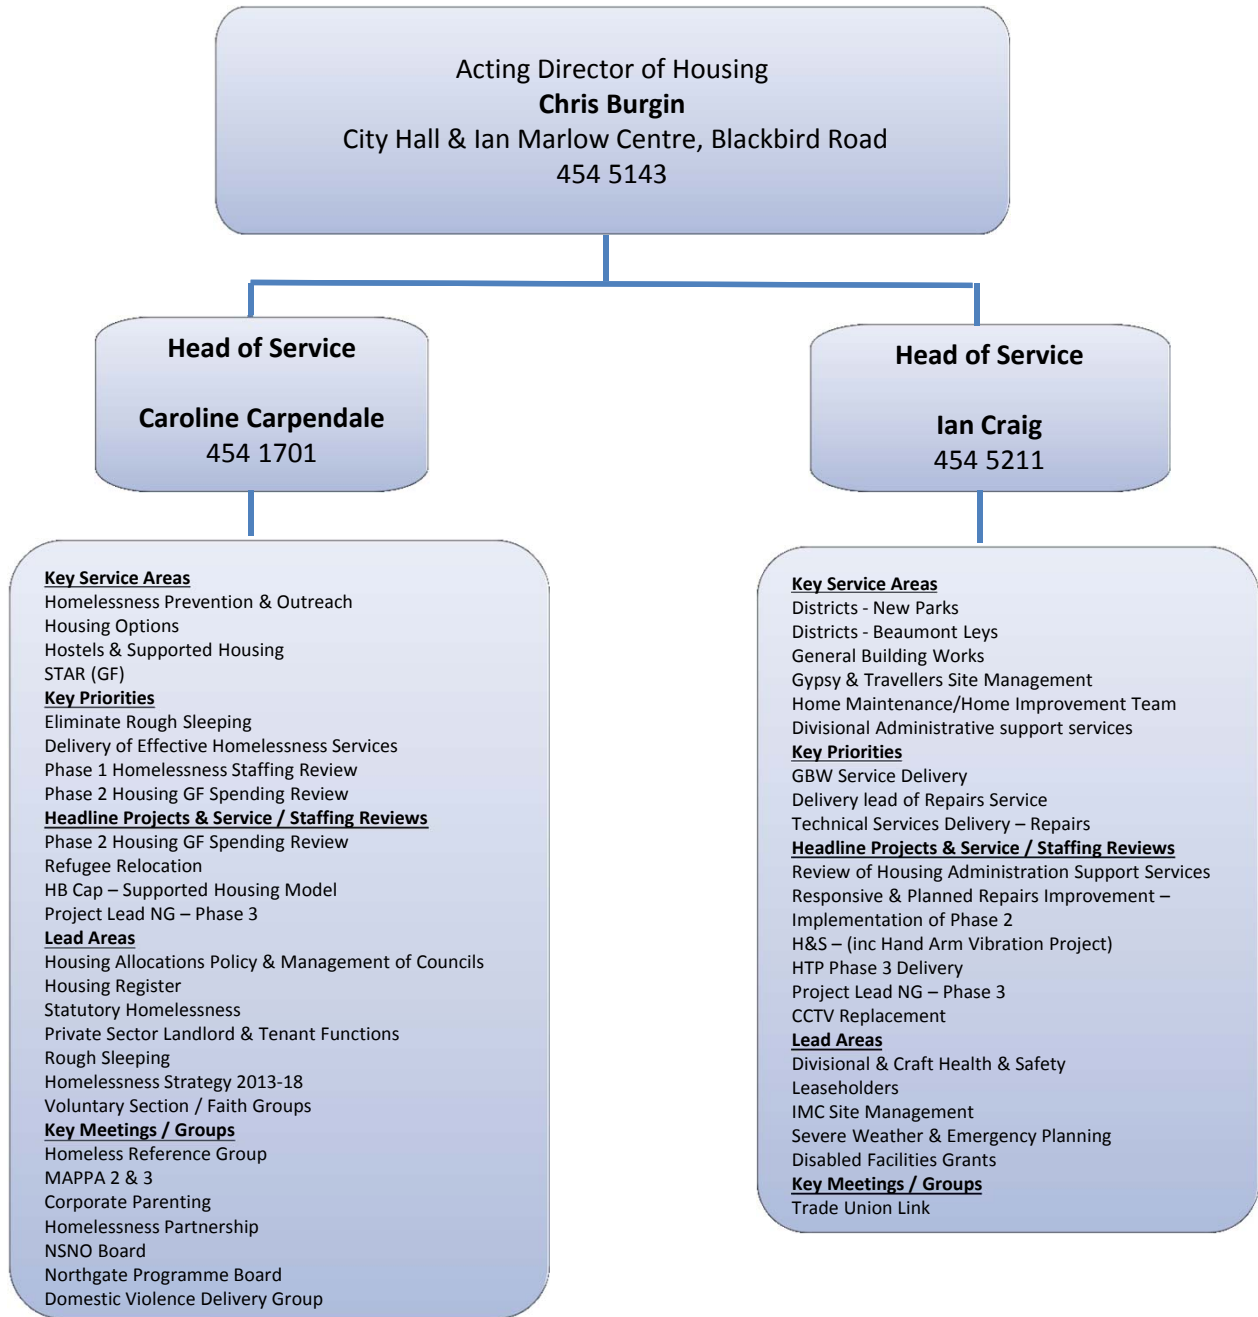 Acting Director of Housing
Chris Burgin
City Hall & Ian Marlow Centre, Blackbird Road
454 5143
Head of Service
Caroline Carpendale
454 1701
Head of Service
Ian Craig
454 5211
Key Service Areas
Homelessness Prevention & Outreach
Housing Options
Hostels & Supported Housing
STAR (GF)
Key Priorities
Eliminate Rough Sleeping
Delivery of Effective Homelessness Services
Phase 1 Homelessness Staffing Review
Phase 2 Housing GF Spending Review
Headline Projects & Service / Staffing Reviews
Phase 2 Housing GF Spending Review
Refugee Relocation
HB Cap – Supported Housing Model
Project Lead NG – Phase 3
Lead Areas
Housing Allocations Policy & Management of Councils
Housing Register
Statutory Homelessness
Private Sector Landlord & Tenant Functions
Rough Sleeping
Homelessness Strategy 2013-18
Voluntary Section / Faith Groups
Key Meetings / Groups
Homeless Reference Group
MAPPA 2 & 3
Corporate Parenting
Homelessness Partnership
NSNO Board
Northgate Programme Board
Domestic Violence Delivery Group
Key Service Areas
Districts - New Parks
Districts - Beaumont Leys
General Building Works
Gypsy & Travellers Site Management
Home Maintenance/Home Improvement Team
Divisional Administrative support services
Key Priorities
GBW Service Delivery
Delivery lead of Repairs Service
Technical Services Delivery – Repairs
Headline Projects & Service / Staffing Reviews
Review of Housing Administration Support Services
Responsive & Planned Repairs Improvement –
Implementation of Phase 2
H&S – (inc Hand Arm Vibration Project)
HTP Phase 3 Delivery
Project Lead NG – Phase 3
CCTV Replacement
Lead Areas
Divisional & Craft Health & Safety
Leaseholders
IMC Site Management
Severe Weather & Emergency Planning
Disabled Facilities Grants
Key Meetings / Groups
Trade Union Link